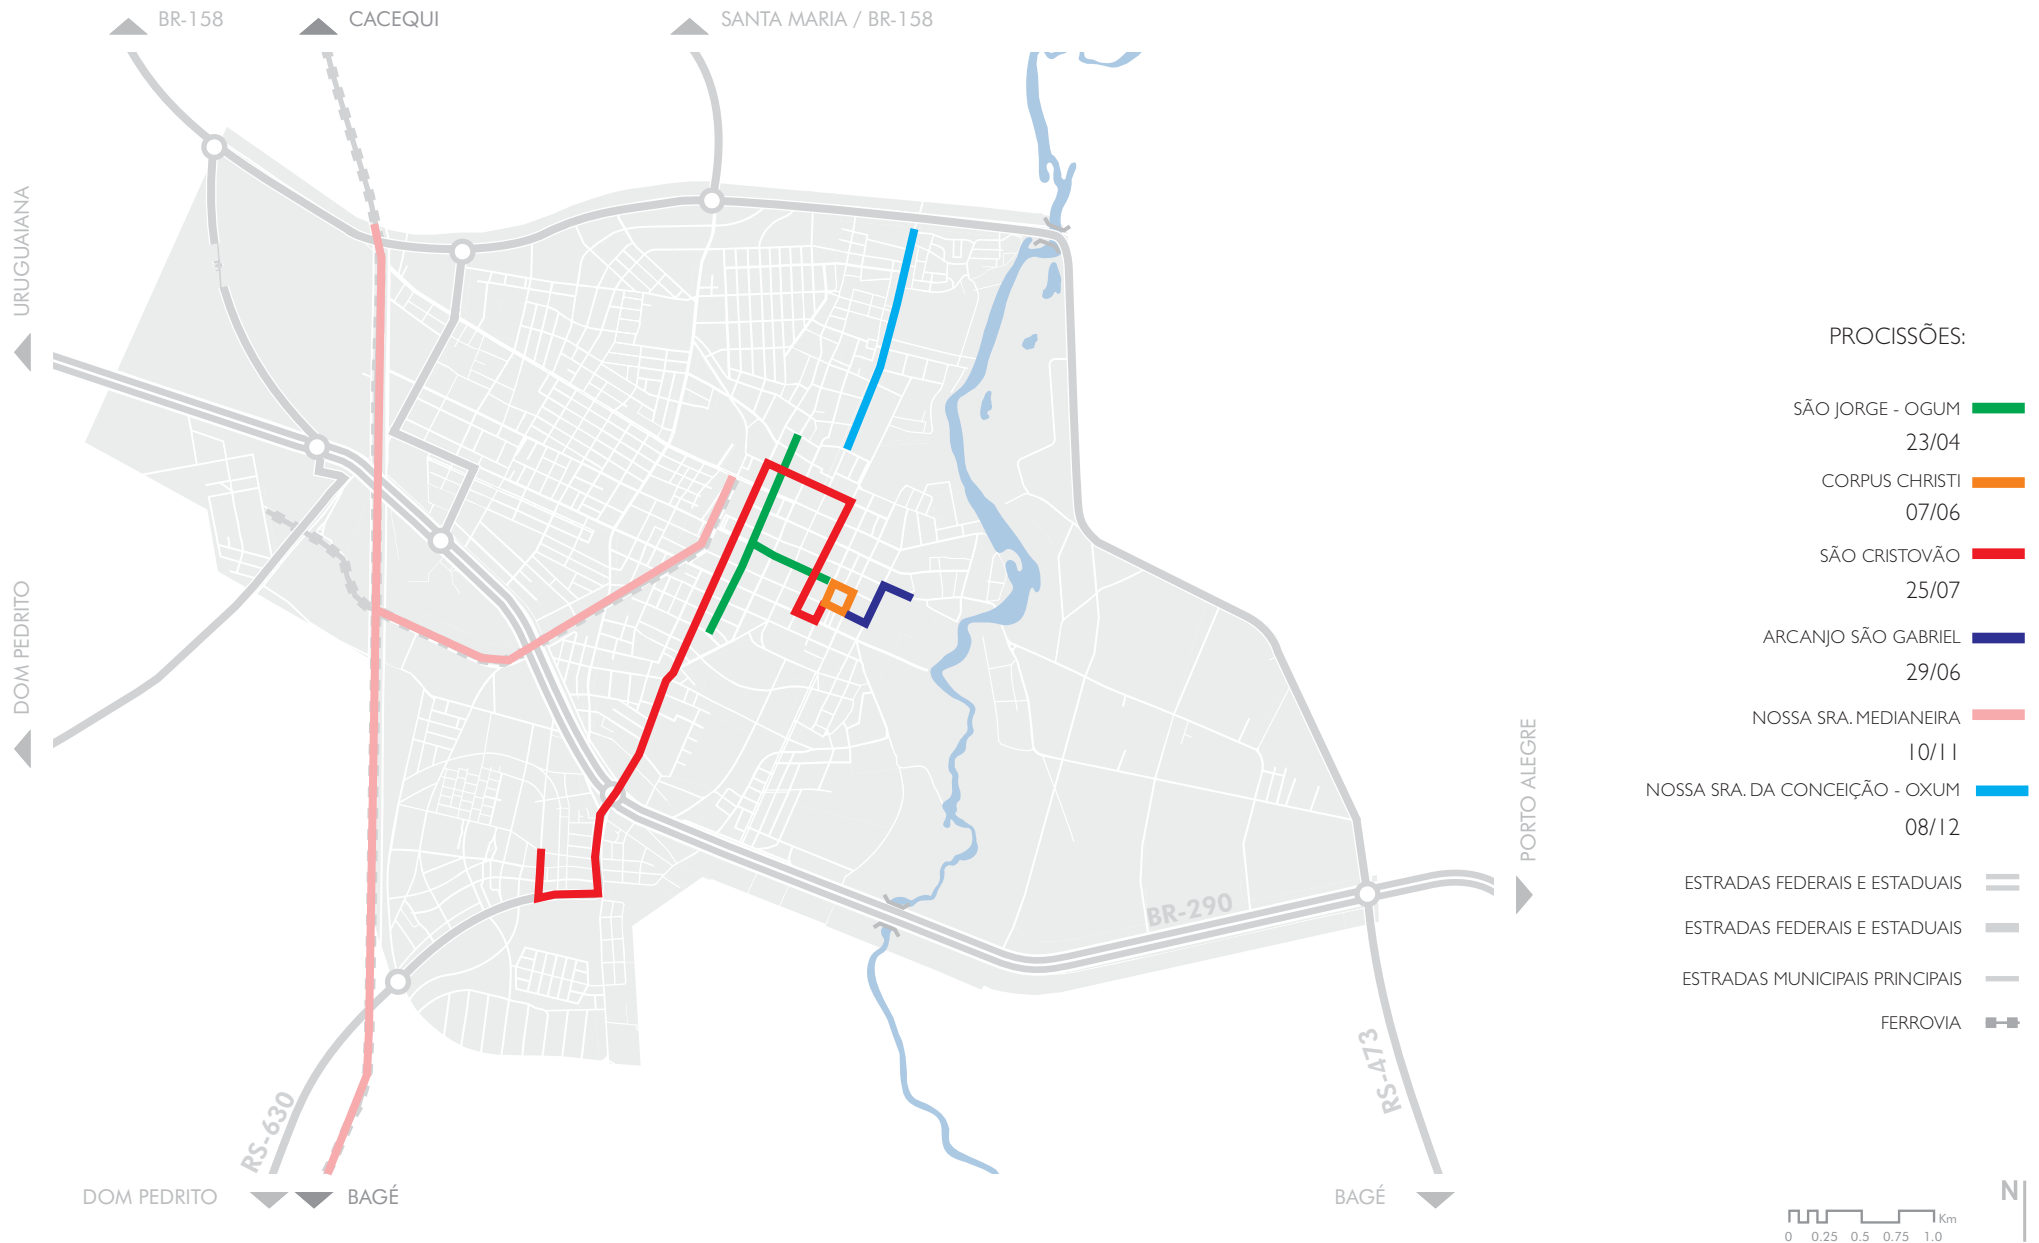 BR-158
CACEQUI
SANTA MARIA / BR-158
URUGUAIANA
DOM PEDRITO
PROCISSÕES:
SÃO JORGE - OGUM
23/04
CORPUS CHRISTI
07/06
SÃO CRISTOVÃO
25/07
ARCANJO SÃO GABRIEL
29/06
NOSSA SRA. MEDIANEIRA
10/11
NOSSA SRA. DA CONCEIÇÃO - OXUM
08/12
ESTRADAS FEDERAIS E ESTADUAIS
ESTRADAS FEDERAIS E ESTADUAIS
ESTRADAS MUNICIPAIS PRINCIPAIS
FERROVIA
PORTO ALEGRE
BR-290
RS-473
RS-630
DOM PEDRITO
BAGÉ
BAGÉ
N
Km
0 0.25 0.5 0.75 1.0